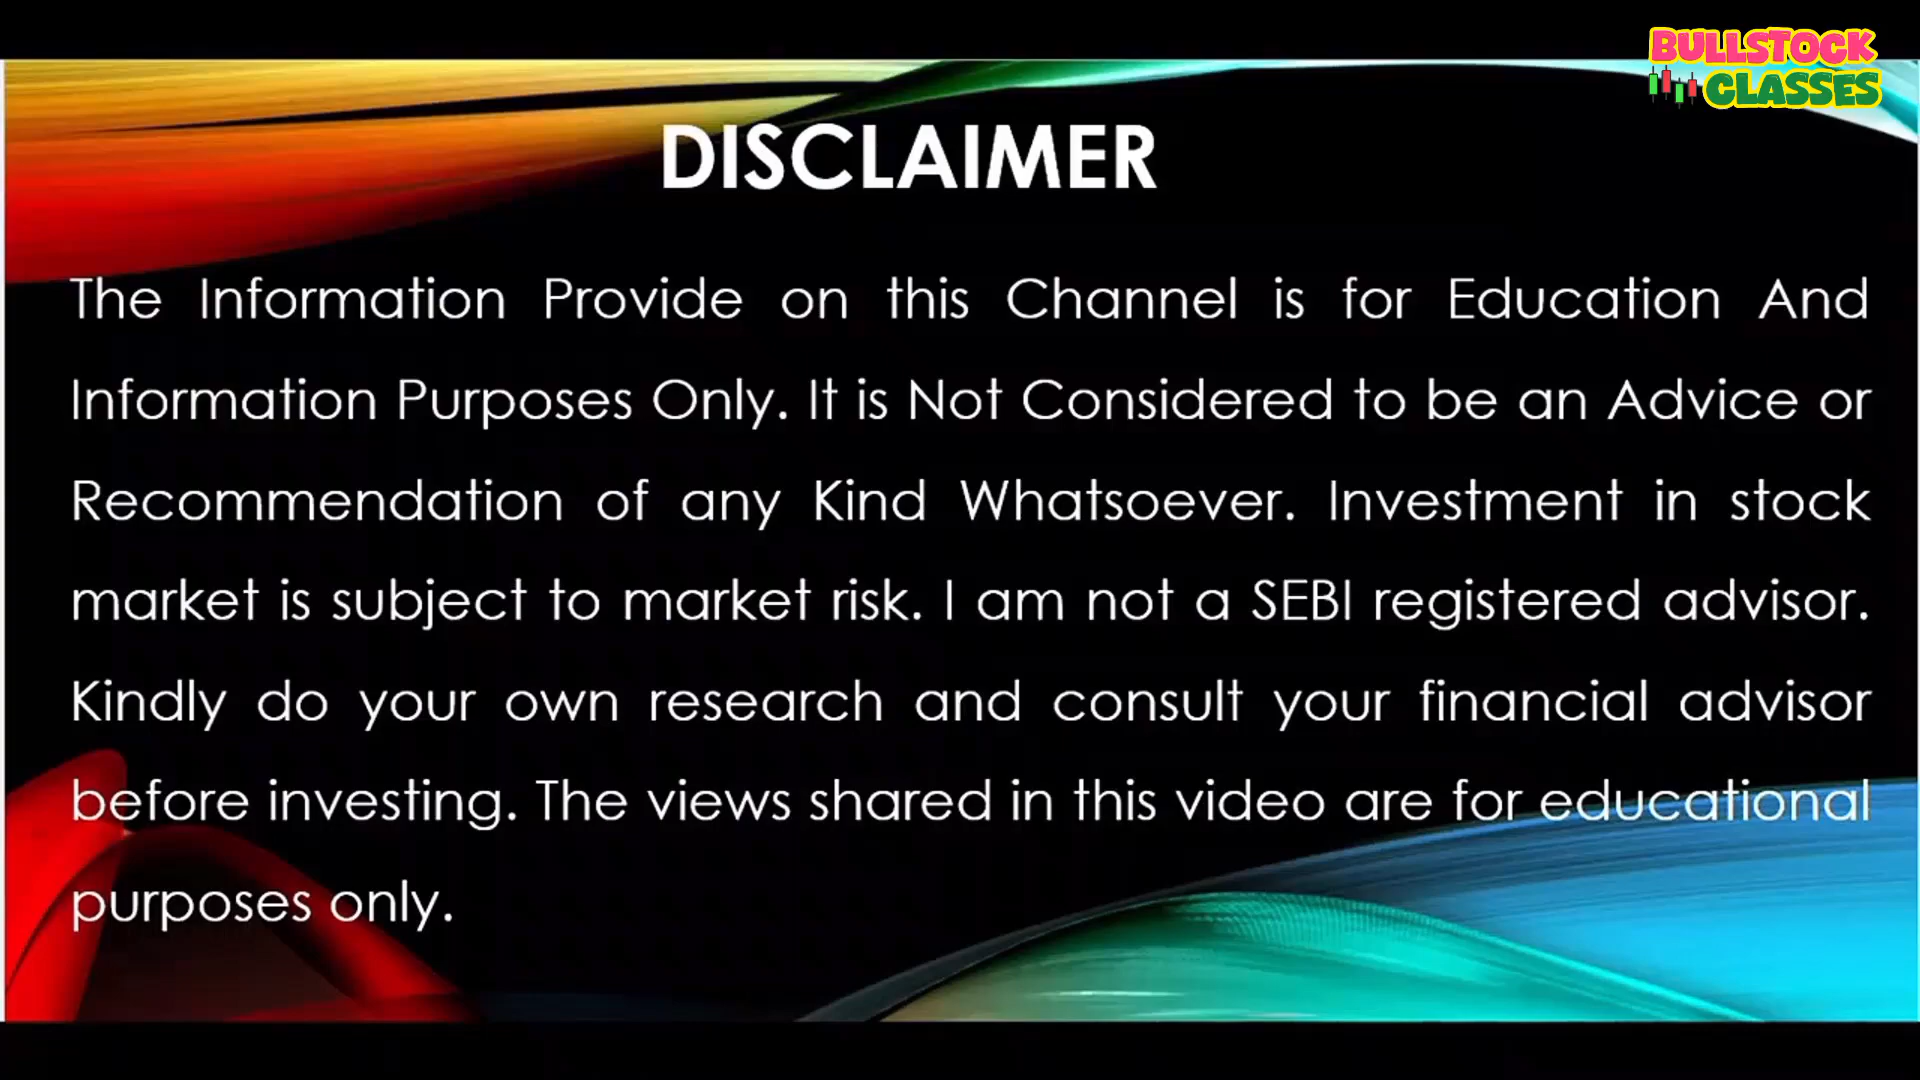 BULLSTOCK
CLASSES
DISCLAIMER
The Information Provide on this Channel is for Education And
Information Purposes Only. It is Not Considered to be an Advice or
Recommendation of any Kind Whatsoever. Investment in stock
market is subject to market risk. I am not a SEBI registered advisor.
Kindly do your own research and consult your financial advisor
before investing. The views shared in this video are for educational
purposes only.